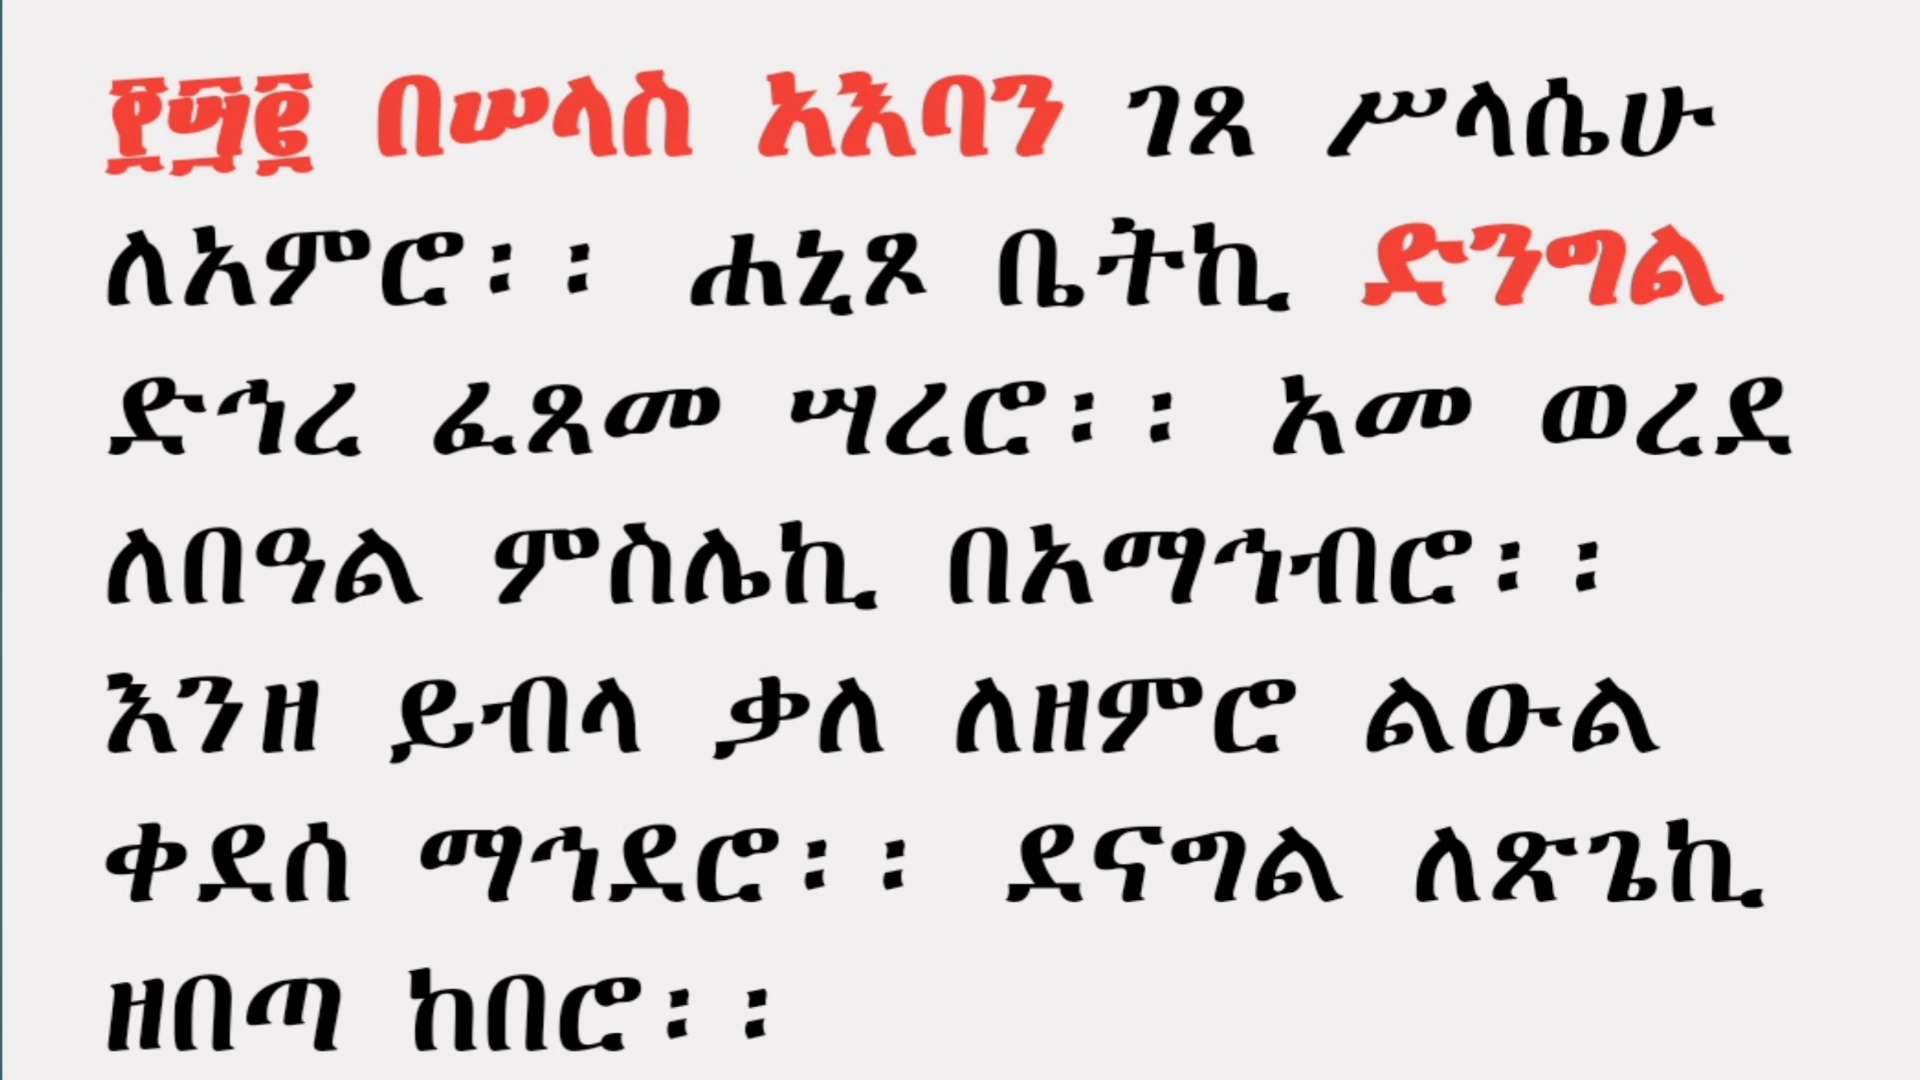 ፻፵፪ በሠላስ አእባን ገጸ ሥላሴሁ
ለአምሮ፡፡ ሐኒጾ ቤትኪ ድንግል
ድኅረ ፈጸመ ሣረሮ፡፡ አመ ወረደ
ለበዓል ምስሌኪ በአማኅብሮ፡፡
እንዘ ይብላ ቃለ ለዘምሮ ልዑል
ቀደሰ ማኅደሮ፡፡ ደናግል ለጽጌኪ
ዘበጣ ከበሮ፡፡